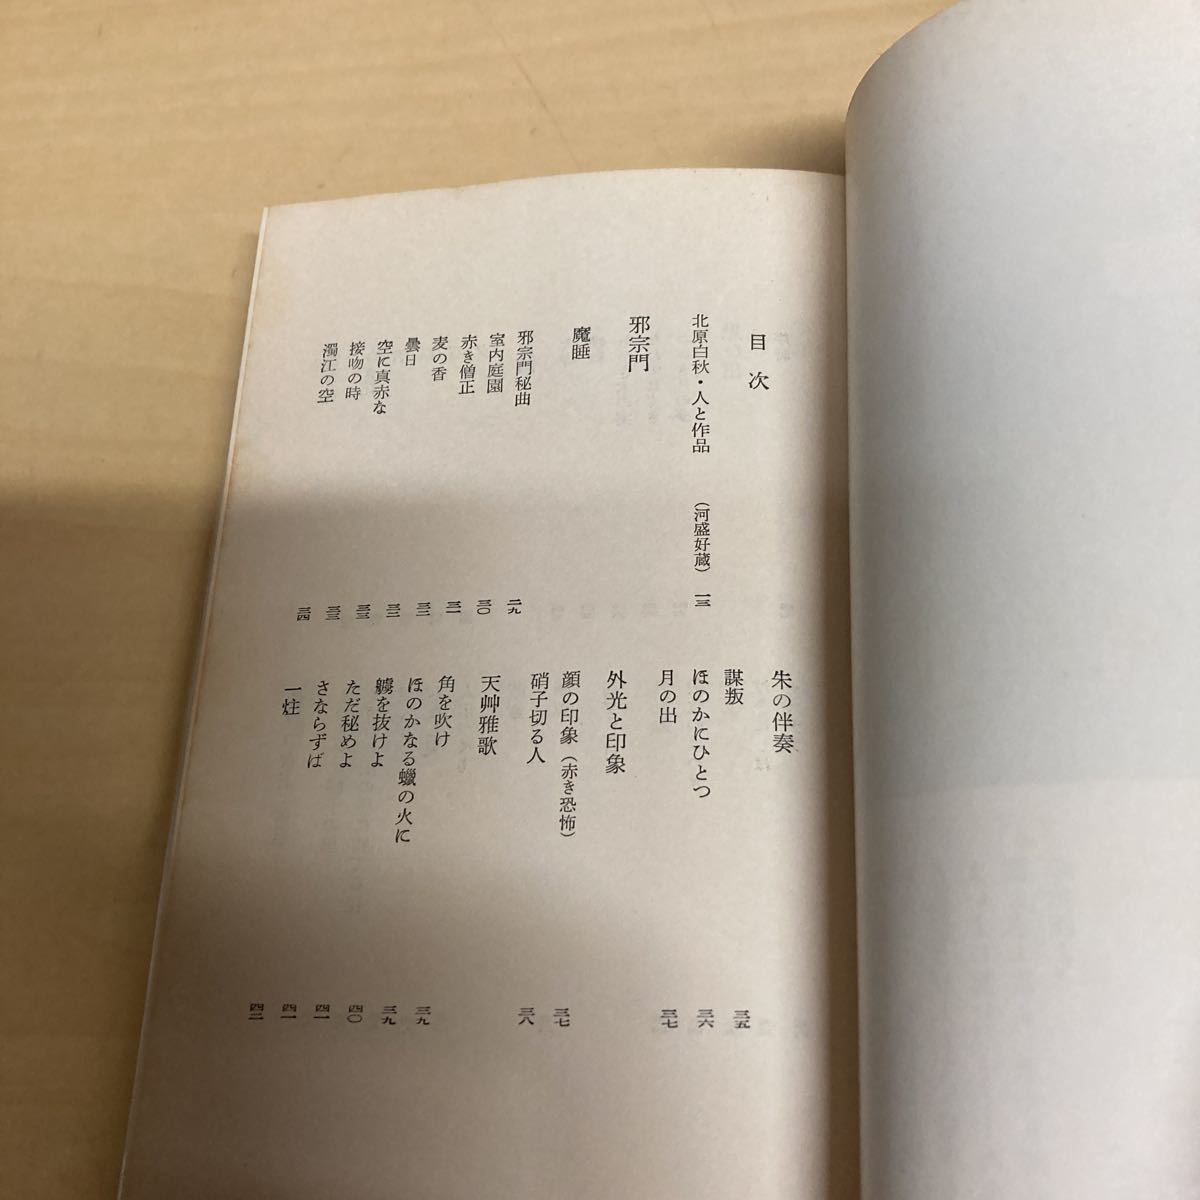 目次
北原白秋・人と作品 （河盛好蔵） 一三
邪宗門
魔睡
邪宗門秘曲 二九
室内庭園 三〇
赤き僧正 三一
麦の香 三二
曇日 三二
空に真赤な 三三
接吻の時 三三
濁江の空 三四
朱の伴奏
謀叛 三五
ほのかにひとつ 三六
月の出 三七
外光と印象
顔の印象（赤き恐怖） 三七
硝子切る人 三八
天艸雅歌
角を吹け 三九
ほのかなる蠟の火に 三九
艣を抜けよ 四〇
ただ秘めよ 四一
さならずば 四一
一炷 四二